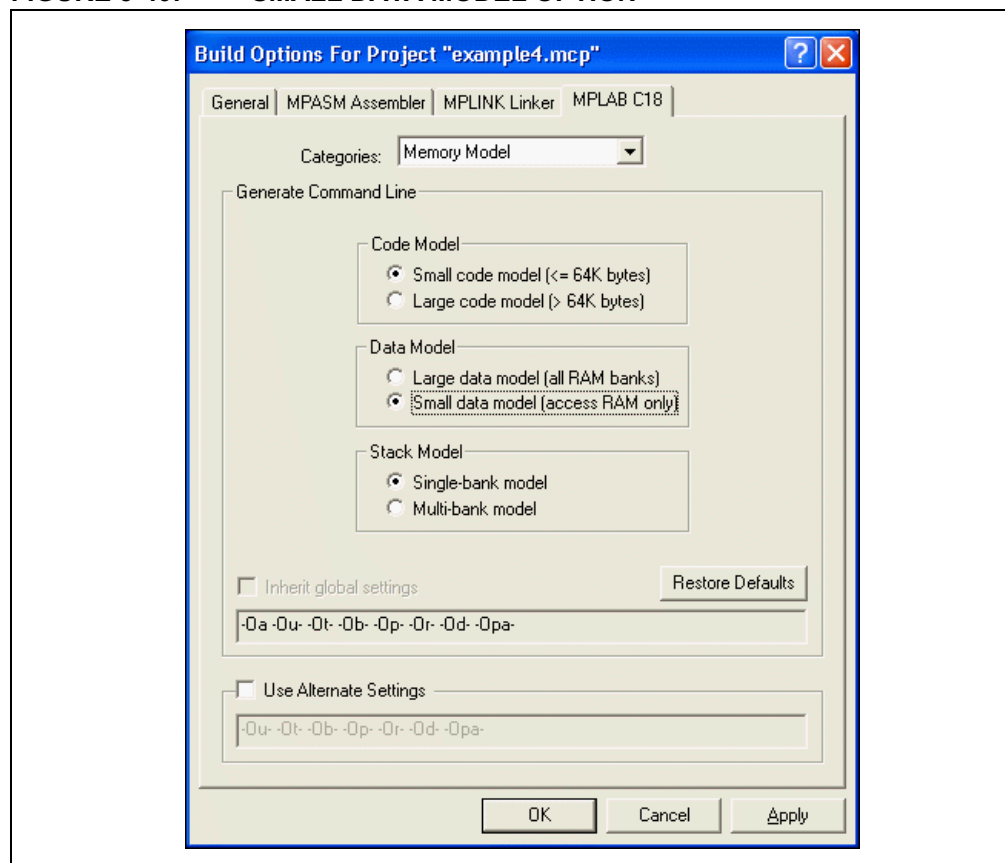 SMALL DATA MODEL OPTION
Build Options For Project "example4.mcp"
General MPASM Assembler MPLINK Linker MPLAB C18
Categories: Memory Model
Generate Command Line
Code Model
Small code model (<= 64K bytes)
Large code model (> 64K bytes)
Data Model
Large data model (all RAM banks)
Small data model (access RAM only)
Stack Model
Single-bank model
Multi-bank model
Inherit global settings
Restore Defaults
-Oa -Ou- -Ot- -Ob- -Op- -Or- -Od- -Opa-
Use Alternate Settings
-Ou- -Ot- -Ob- -Op- -Or- -Od- -Opa-
OK Cancel Apply